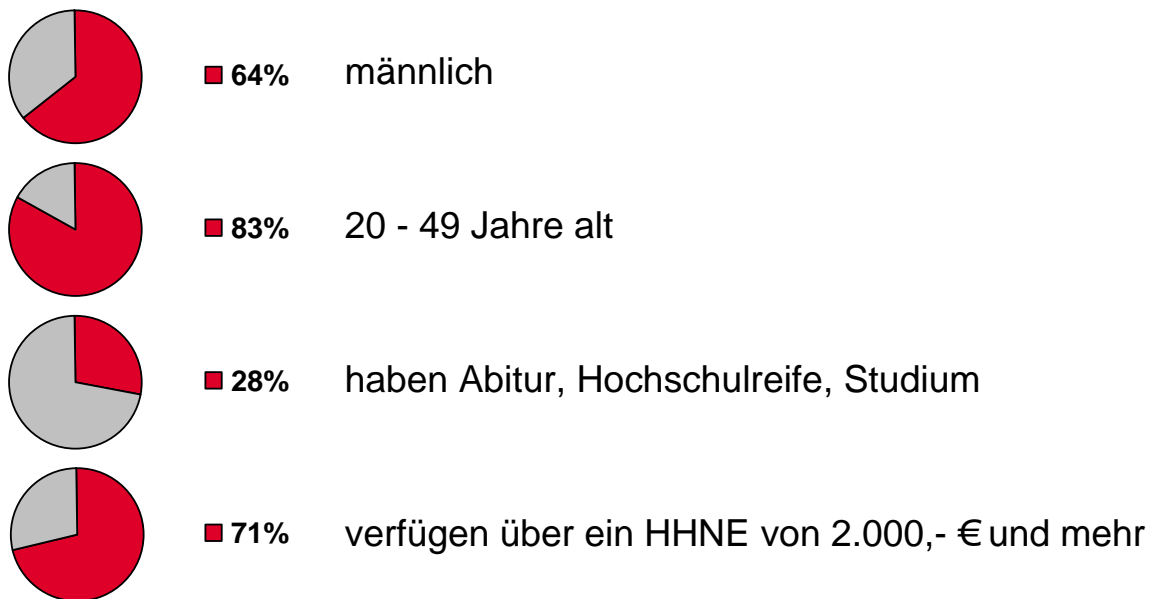 64% männlich
83% 20 - 49 Jahre alt
28% haben Abitur, Hochschulreife, Studium
71% verfügen über ein HHNE von 2.000,- € und mehr